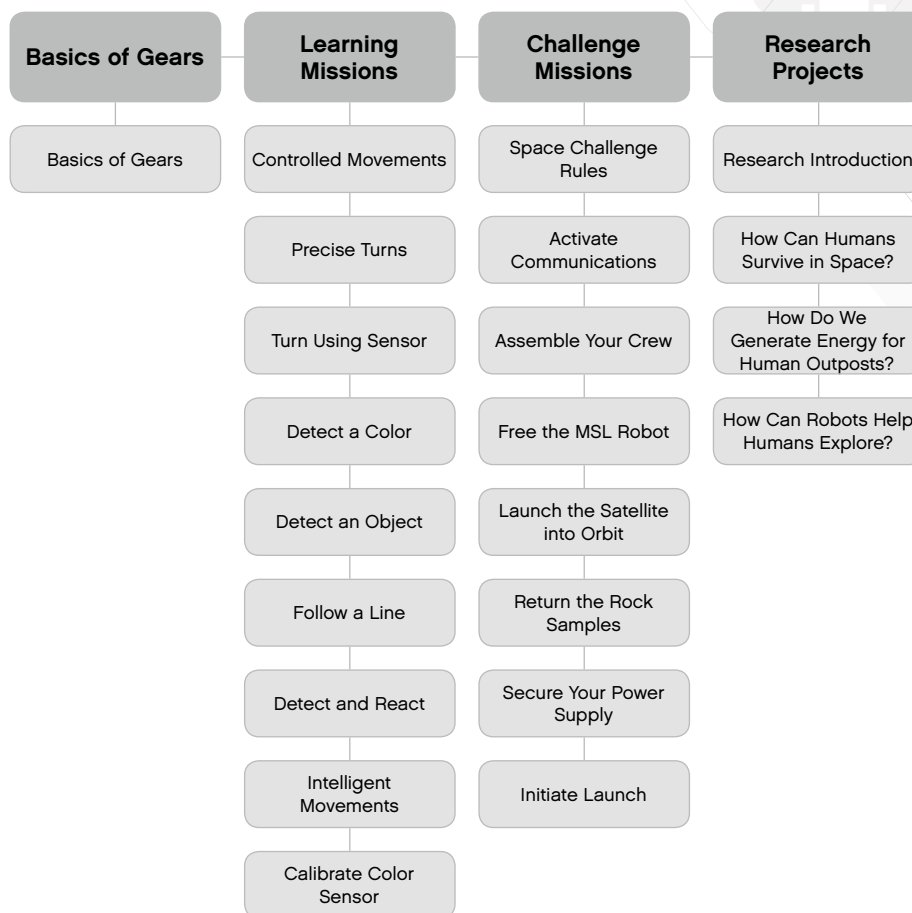 Basics of Gears
Basics of Gears
Learning
Missions
Controlled Movements
Precise Turns
Turn Using Sensor
Detect a Color
Detect an Object
Follow a Line
Detect and React
Intelligent
Movements
Calibrate Color
Sensor
Challenge
Missions
Space Challenge
Rules
Activate
Communications
Assemble Your Crew
Free the MSL Robot
Launch the Satellite
into Orbit
Return the Rock
Samples
Secure Your Power
Supply
Initiate Launch
Research
Projects
Research Introduction
How Can Humans
Survive in Space?
How Do We
Generate Energy for
Human Outposts?
How Can Robots Help
Humans Explore?